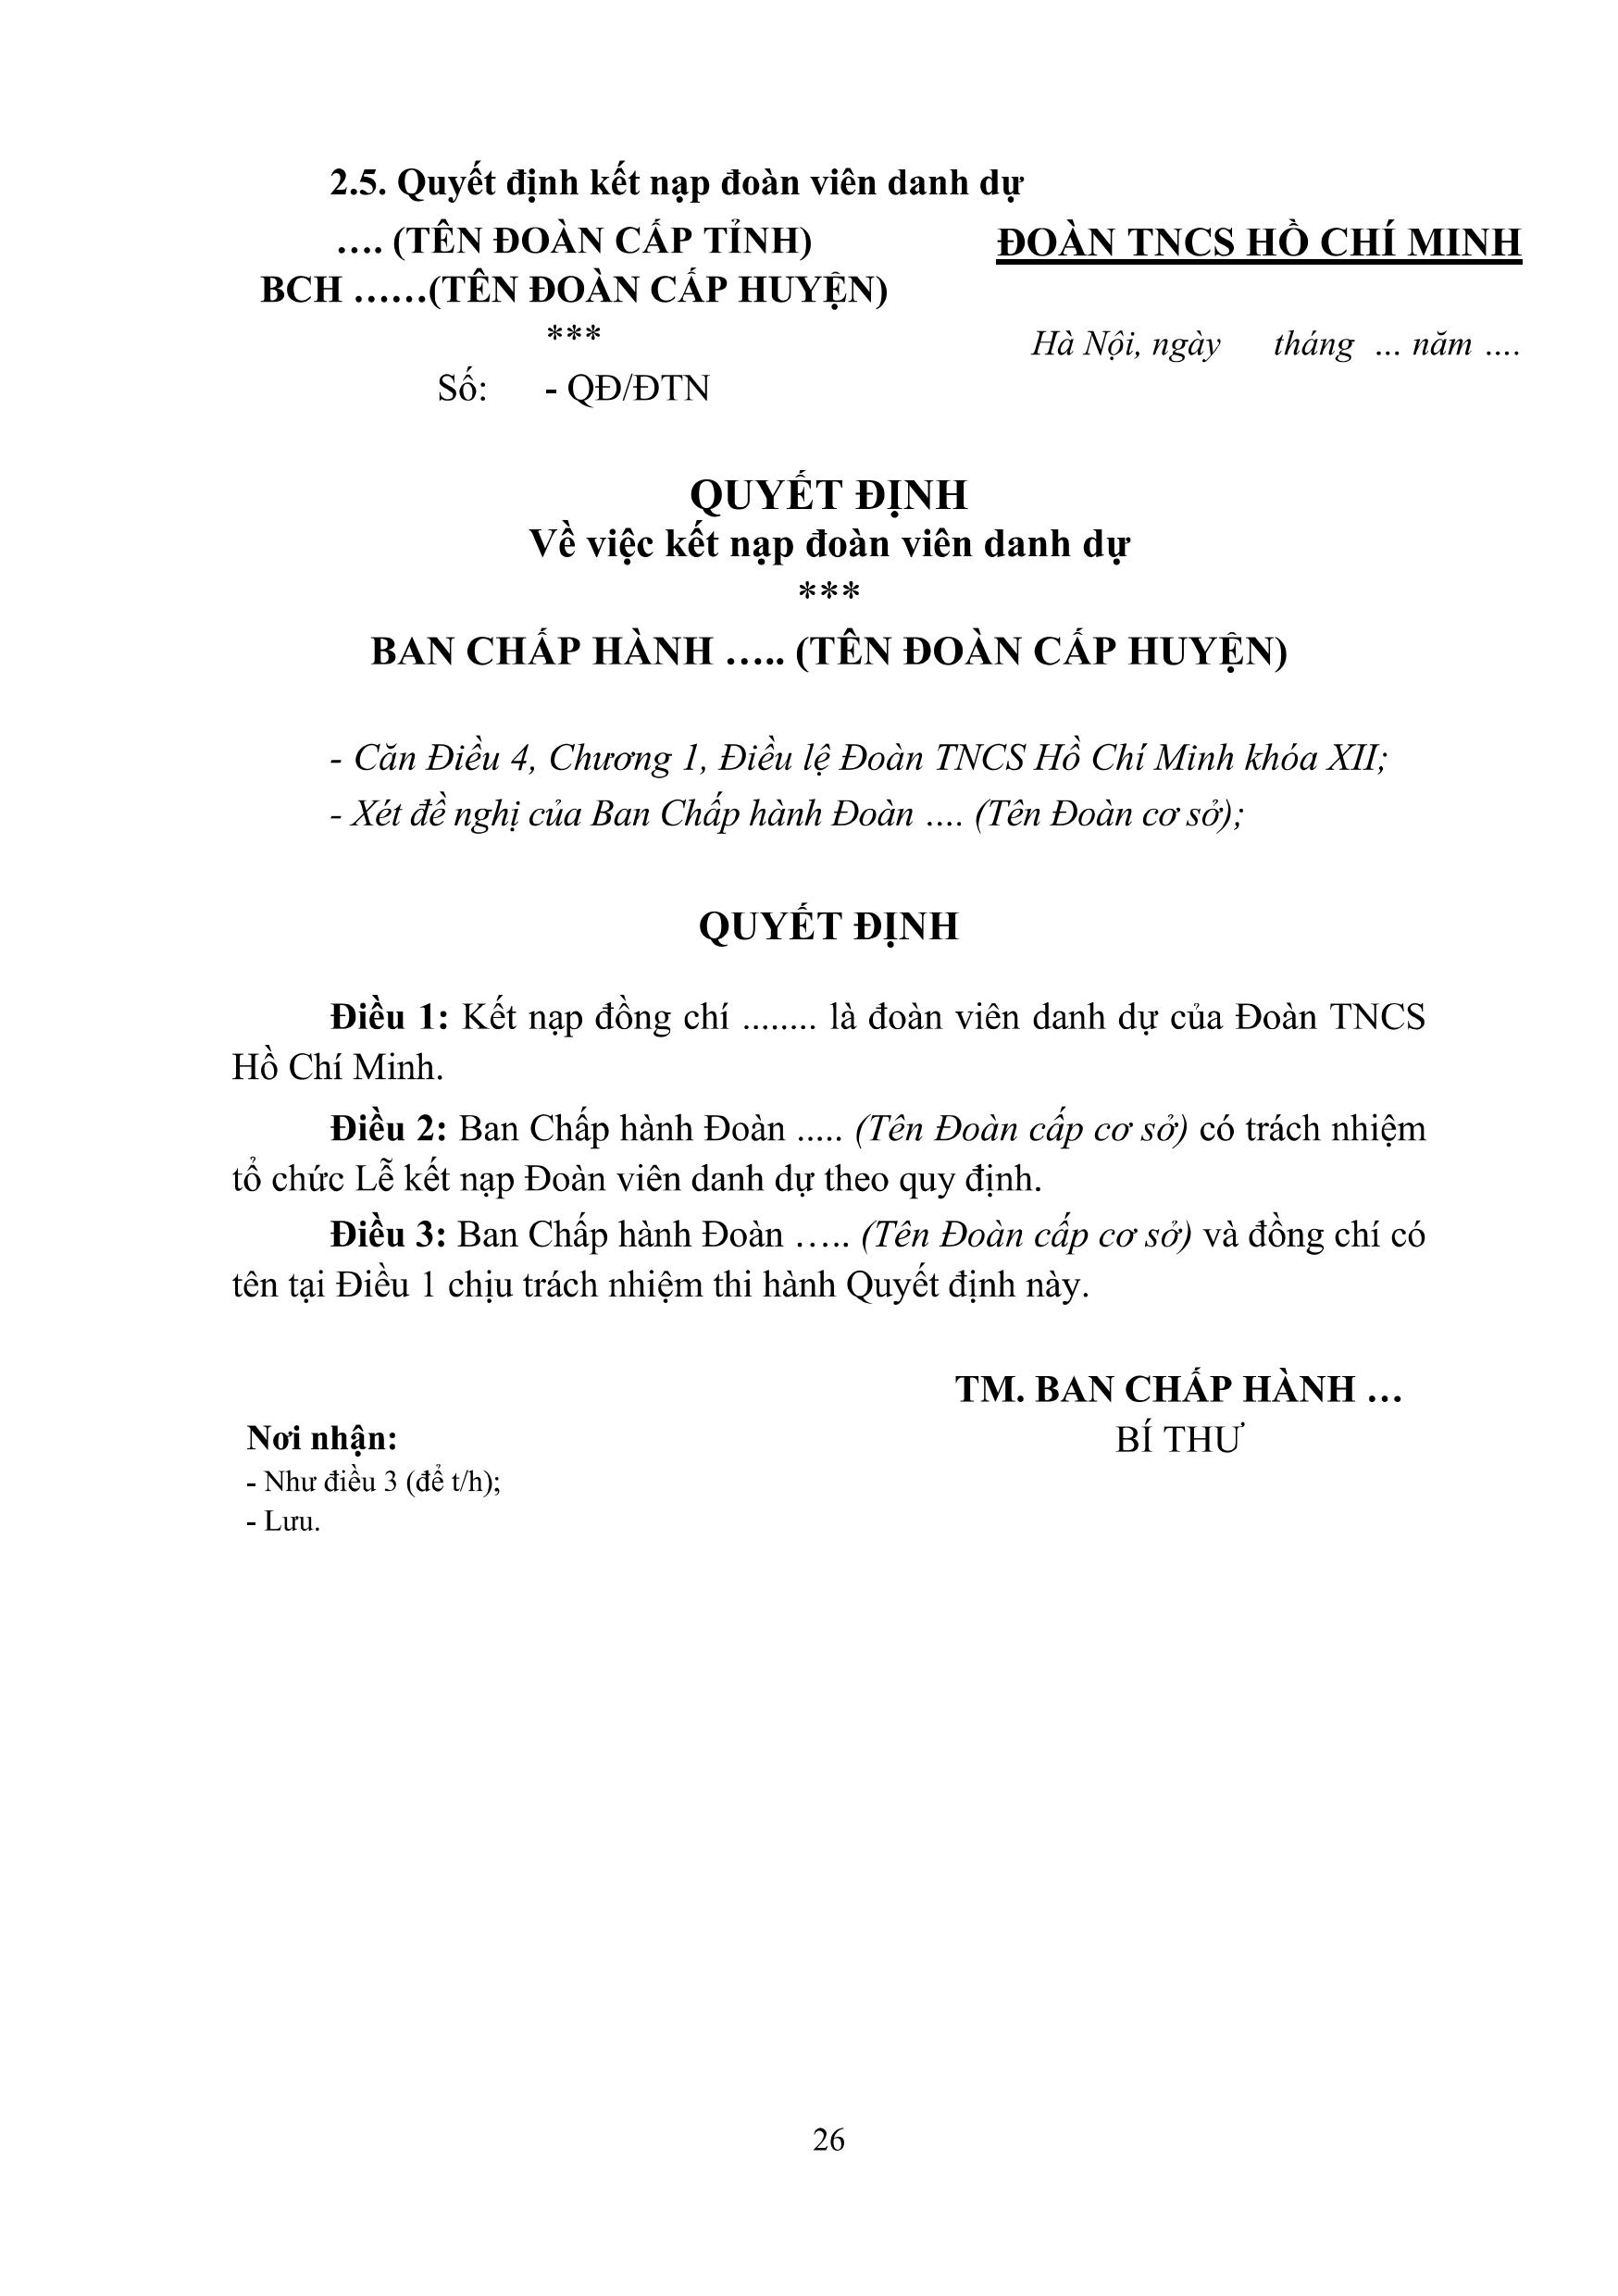 2.5. Quyết định kết nạp đoàn viên danh dự
…. (TÊN ĐOÀN CẤP TỈNH)
BCH ……(TÊN ĐOÀN CẤP HUYỆN)
***
Số:      - QĐ/ĐTN
ĐOÀN TNCS HỒ CHÍ MINH
Hà Nội, ngày     tháng  … năm ….
QUYẾT ĐỊNH
Về việc kết nạp đoàn viên danh dự
***
BAN CHẤP HÀNH ….. (TÊN ĐOÀN CẤP HUYỆN)
- Căn Điều 4, Chương 1, Điều lệ Đoàn TNCS Hồ Chí Minh khóa XII;
- Xét đề nghị của Ban Chấp hành Đoàn …. (Tên Đoàn cơ sở);
QUYẾT ĐỊNH
Điều 1: Kết nạp đồng chí ........ là đoàn viên danh dự của Đoàn TNCS
Hồ Chí Minh.
Điều 2: Ban Chấp hành Đoàn ..... (Tên Đoàn cấp cơ sở) có trách nhiệm
tổ chức Lễ kết nạp Đoàn viên danh dự theo quy định.
Điều 3: Ban Chấp hành Đoàn ….. (Tên Đoàn cấp cơ sở) và đồng chí có
tên tại Điều 1 chịu trách nhiệm thi hành Quyết định này.
TM. BAN CHẤP HÀNH …
BÍ THƯ
Nơi nhận:
- Như điều 3 (để t/h);
- Lưu.
26